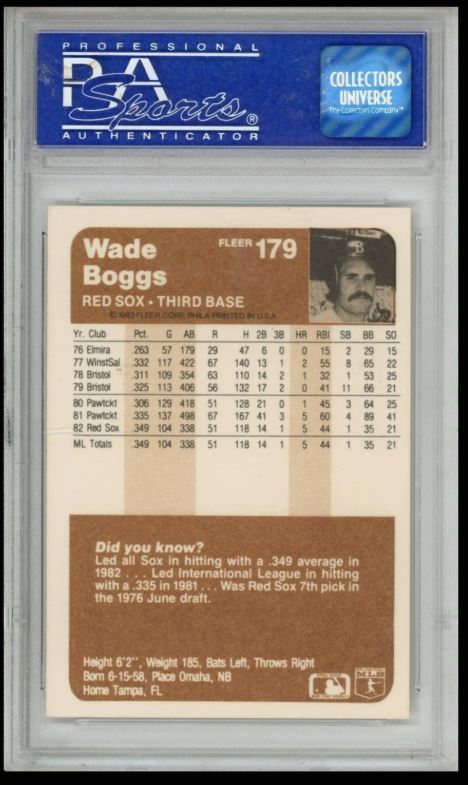 PROFESSIONAL
PSA
Sports®
AUTHENTICATOR
COLLECTORS
UNIVERSE
The Collectors Company™
Wade
Boggs
FLEER 179
RED SOX • THIRD BASE
© 1983 FLEER CORP. PHILA. PRINTED IN U.S.A.
Yr. Club Pct. G AB R H 2B 3B HR RBI SB BB SO
76 Elmira .263 57 179 29 47 6 0 0 15 2 29 15
77 WinstSal .332 117 422 67 140 13 1 2 55 8 65 22
78 Bristol .311 109 354 63 110 14 2 1 32 1 53 25
79 Bristol .325 113 406 56 132 17 2 0 41 11 66 21
80 Pawtckt .306 129 418 51 128 21 0 1 45 3 64 25
81 Pawtckt .335 137 498 67 167 41 3 5 60 4 89 41
82 Red Sox .349 104 338 51 118 14 1 5 44 1 35 21
ML Totals .349 104 338 51 118 14 1 5 44 1 35 21
Did you know?
Led all Sox in hitting with a .349 average in
1982 . . . Led International League in hitting
with a .335 in 1981 . . . Was Red Sox 7th pick in
the 1976 June draft.
Height 6'2'', Weight 185, Bats Left, Throws Right
Born 6-15-58, Place Omaha, NB
Home Tampa, FL